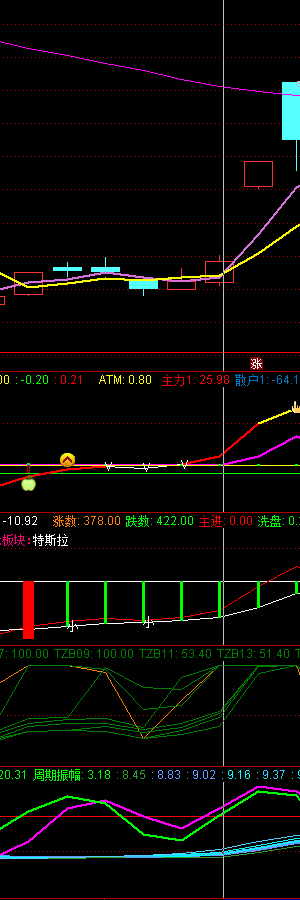 涨
00 : -0.20 : 0.21 ATM: 0.80 主力1: 25.98 散户1: -64.1
-10.92 涨数: 378.00 跌数: 422.00 主进: 0.00 洗盘: 0.
板块:特斯拉
7: 100.00 TZB09: 100.00 TZB11: 53.40 TZB13: 51.40 T
20.31 周期振幅: 3.18 : 8.45 : 8.83 : 9.02 : 9.16 : 9.37 : 9